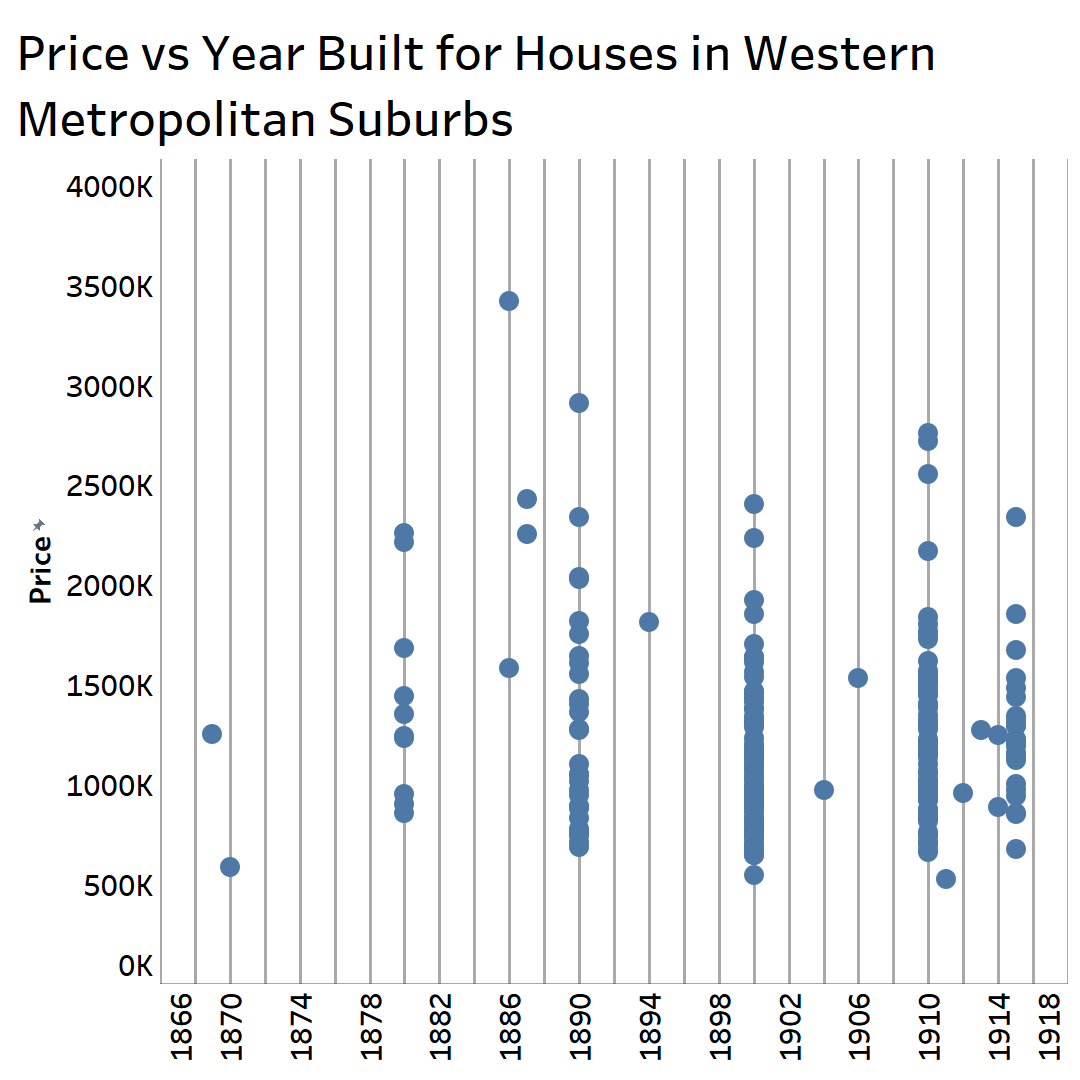 Price vs Year Built for Houses in Western
Metropolitan Suburbs
4000K
3500K
3000K
2500K
2000K
1500K
1000K
500K
0K
Price
1866 1870 1874 1878 1882 1886 1890 1894 1898 1902 1906 1910 1914 1918